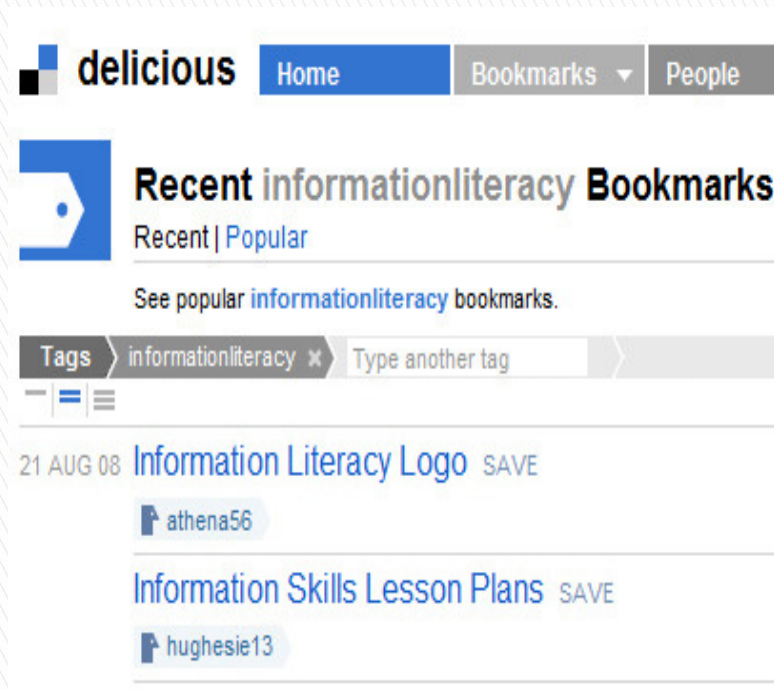 delicious Home Bookmarks People
Recent informationliteracy Bookmarks
Recent | Popular
See popular informationliteracy bookmarks.
Tags informationliteracy × Type another tag
21 AUG 08 Information Literacy Logo SAVE
athena56
Information Skills Lesson Plans SAVE
hughesie13